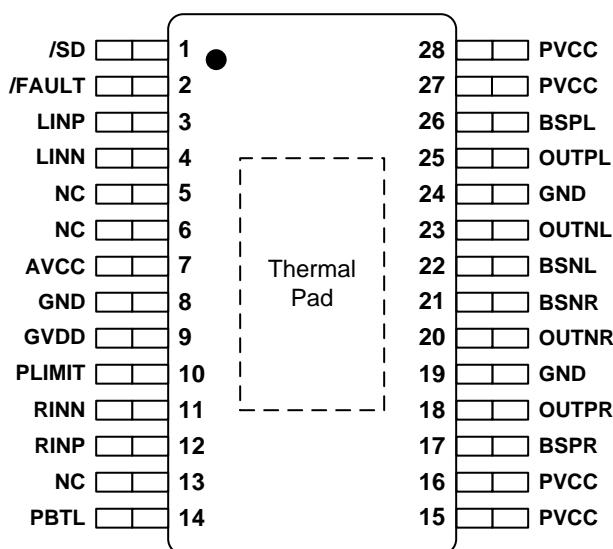 /SD 1 28 PVCC
/FAULT 2 27 PVCC
LINP 3 26 BSPL
LINN 4 25 OUTPL
NC 5 24 GND
NC 6 23 OUTNL
AVCC 7 22 BSNL
GND 8 21 BSNR
GVDD 9 20 OUTNR
PLIMIT 10 19 GND
RINN 11 18 OUTPR
RINP 12 17 BSPR
NC 13 16 PVCC
PBTL 14 15 PVCC
Thermal
Pad